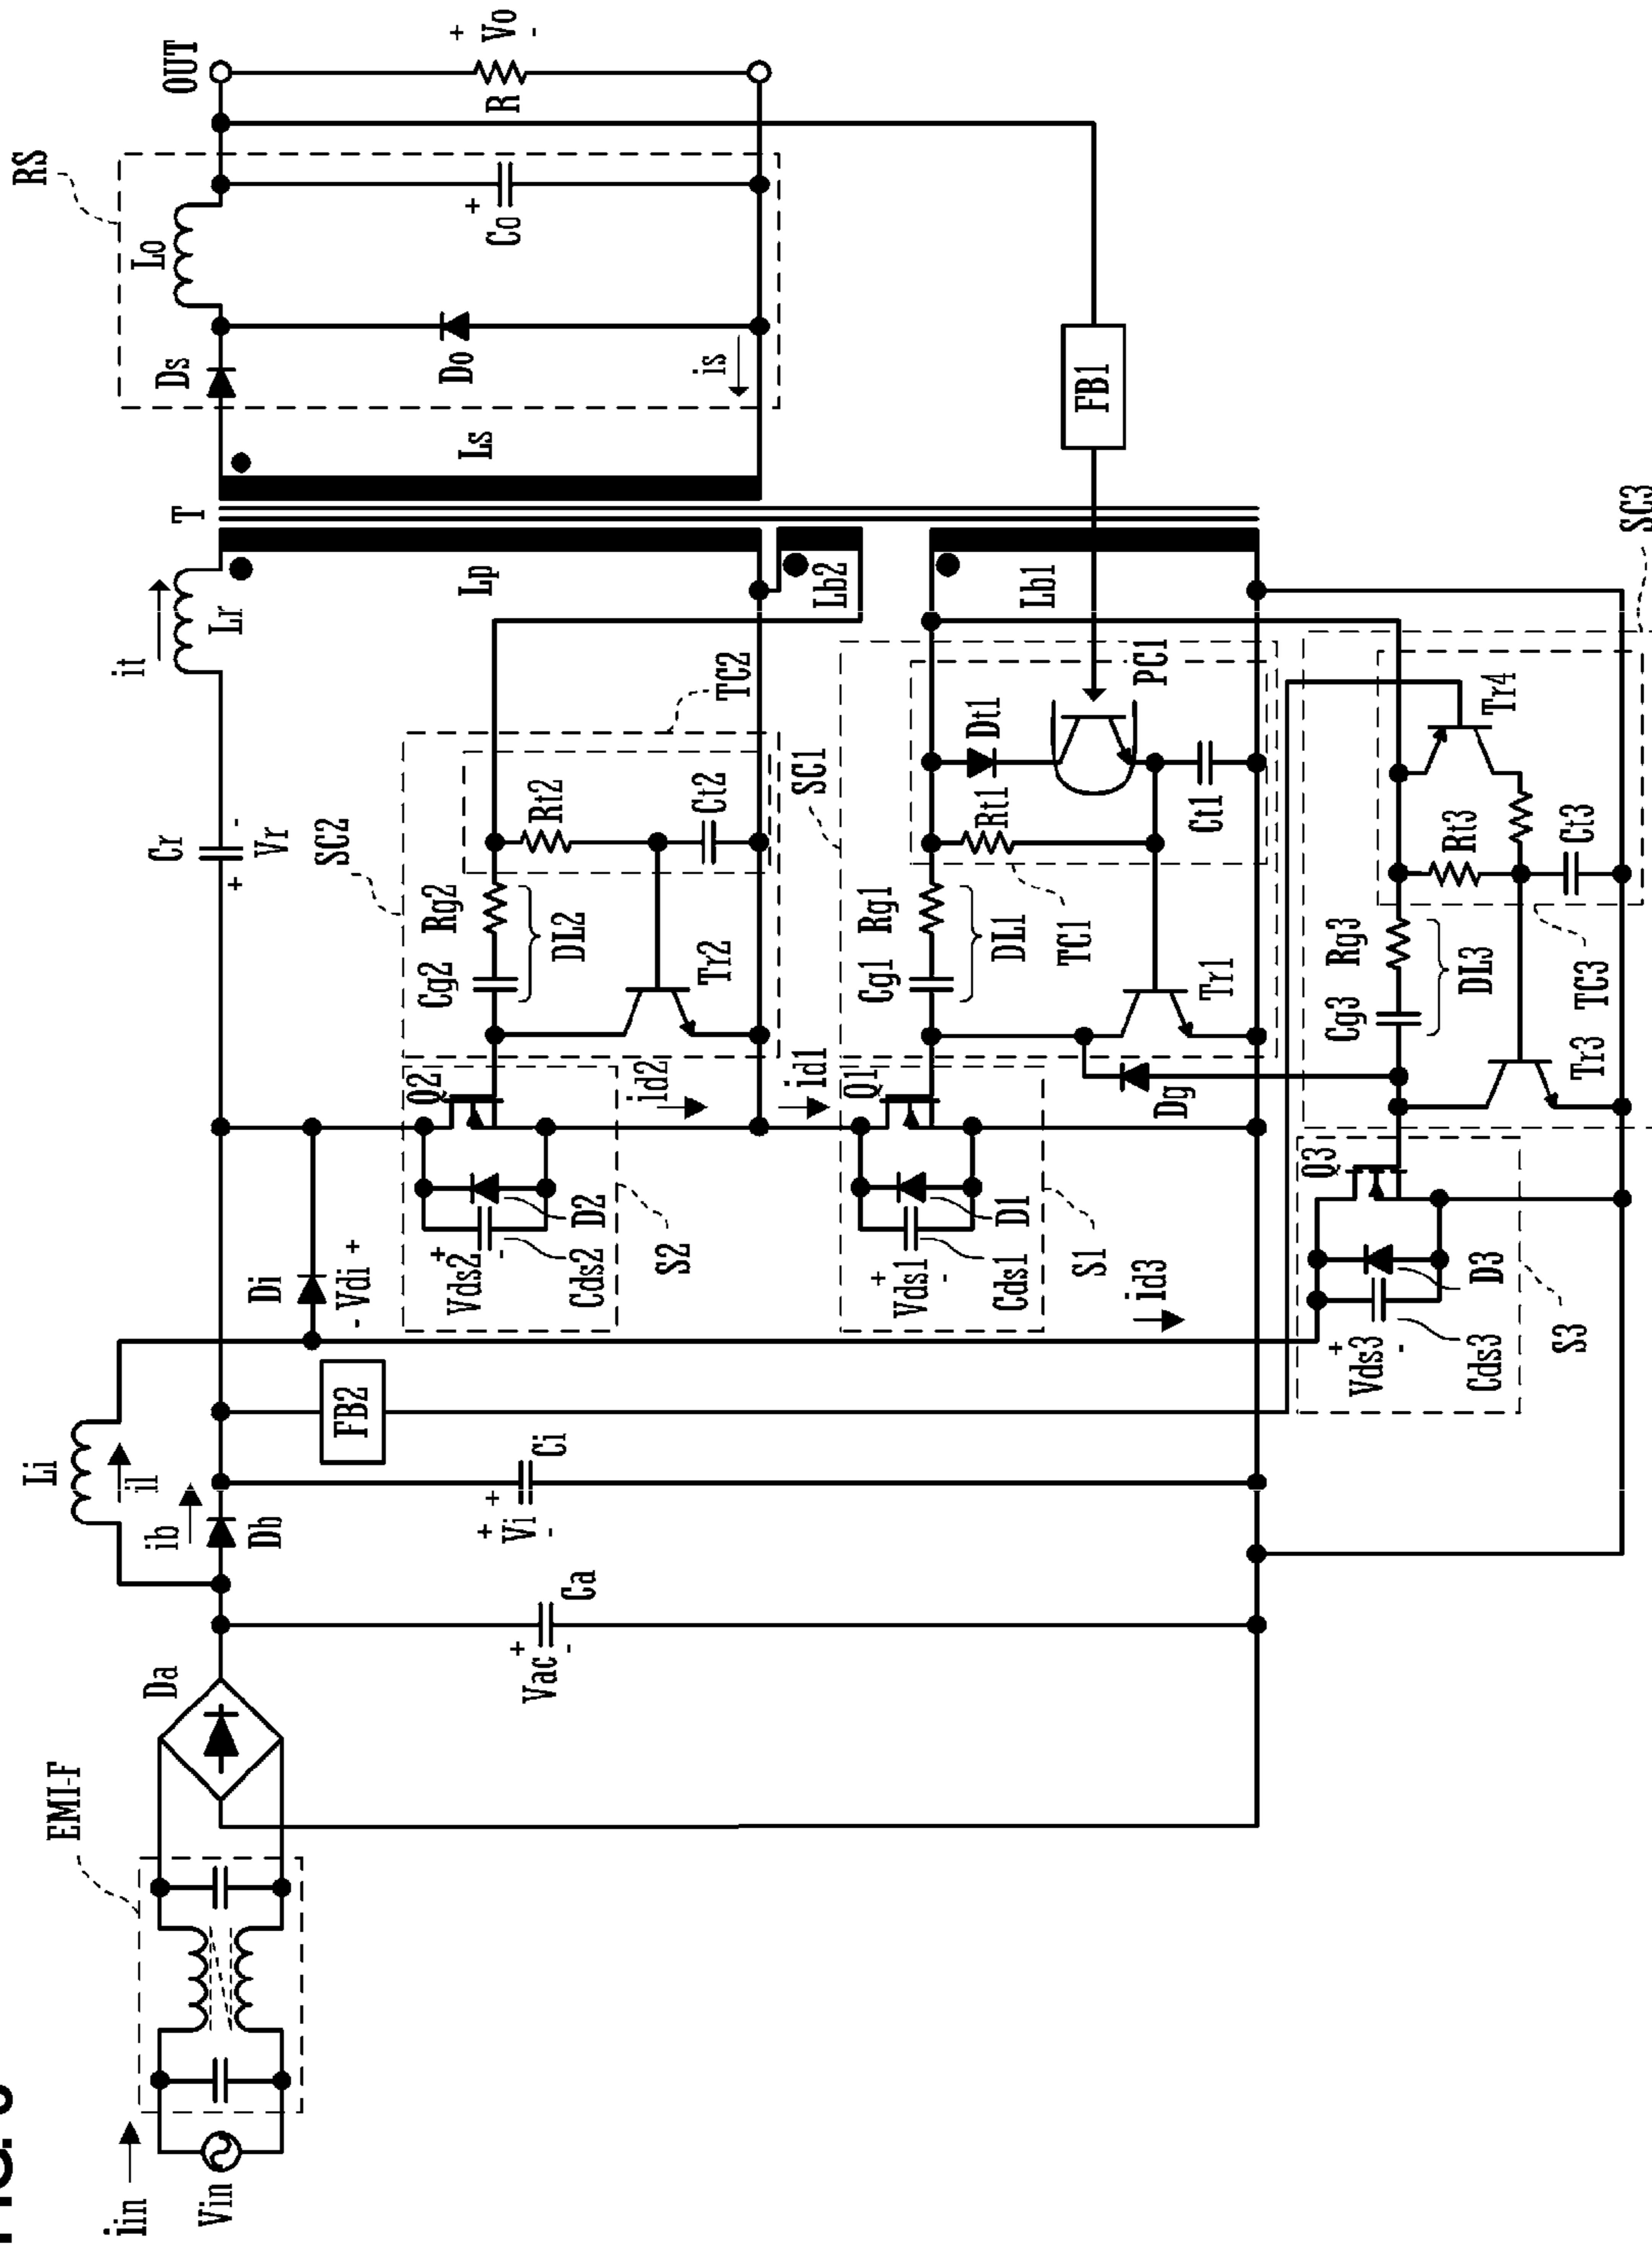 iin
Vin
EMI-F
Da
Vac
+
-
Ca
Li
il
ib
Db
+
Vi
-
Ci
FB2
Di
- Vdi +
Q2
+
Vds2
-
D2
Cds2
S2
id2
id1
Q1
+
Vds1
-
D1
Cds1
S1
id3
Q3
+
Vds3
-
D3
Cds3
S3
Dg
SC2
Cg2
Rg2
DL2
Tr2
Rt2
Ct2
TC2
SC1
Cg1
Rg1
DL1
TC1
Tr1
Rt1
Dt1
PC1
Ct1
Cg3
Rg3
DL3
TC3
Tr3
Rt3
Ct3
Tr4
SC3
Cr
+
-
Vr
it
Lr
T
Lp
Lb2
Lb1
Ls
RS
Ds
Do
is
Lo
+
Co
OUT
R
+
Vo
-
FB1